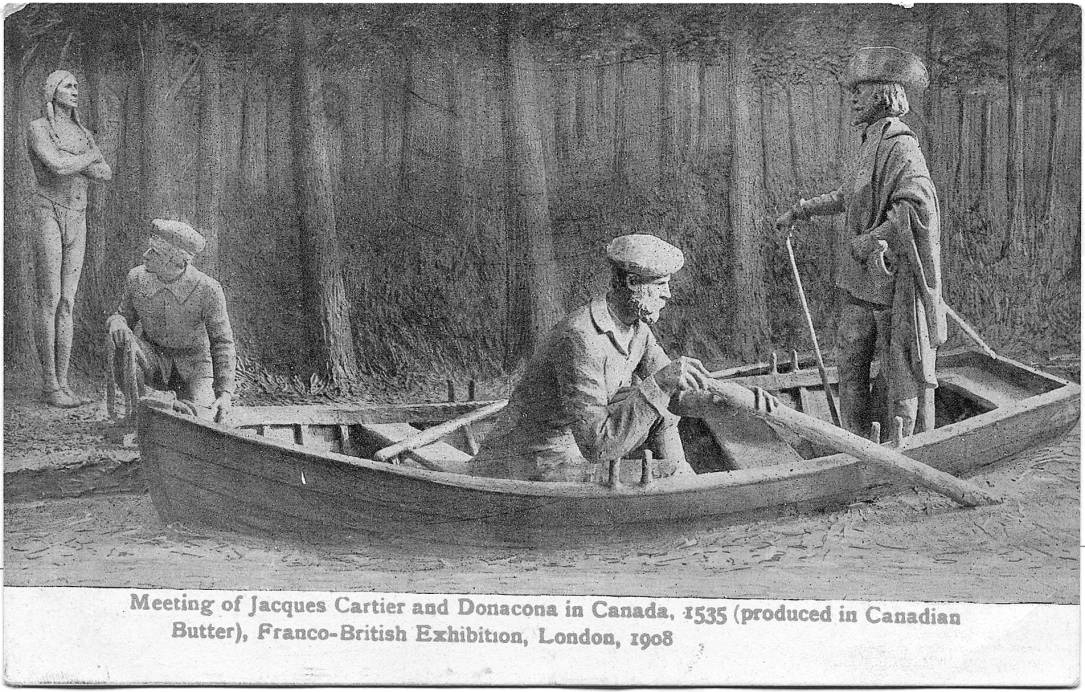 Meeting of Jacques Cartier and Donacona in Canada, 1535 (produced in Canadian
Butter), Franco-British Exhibition, London, 1908